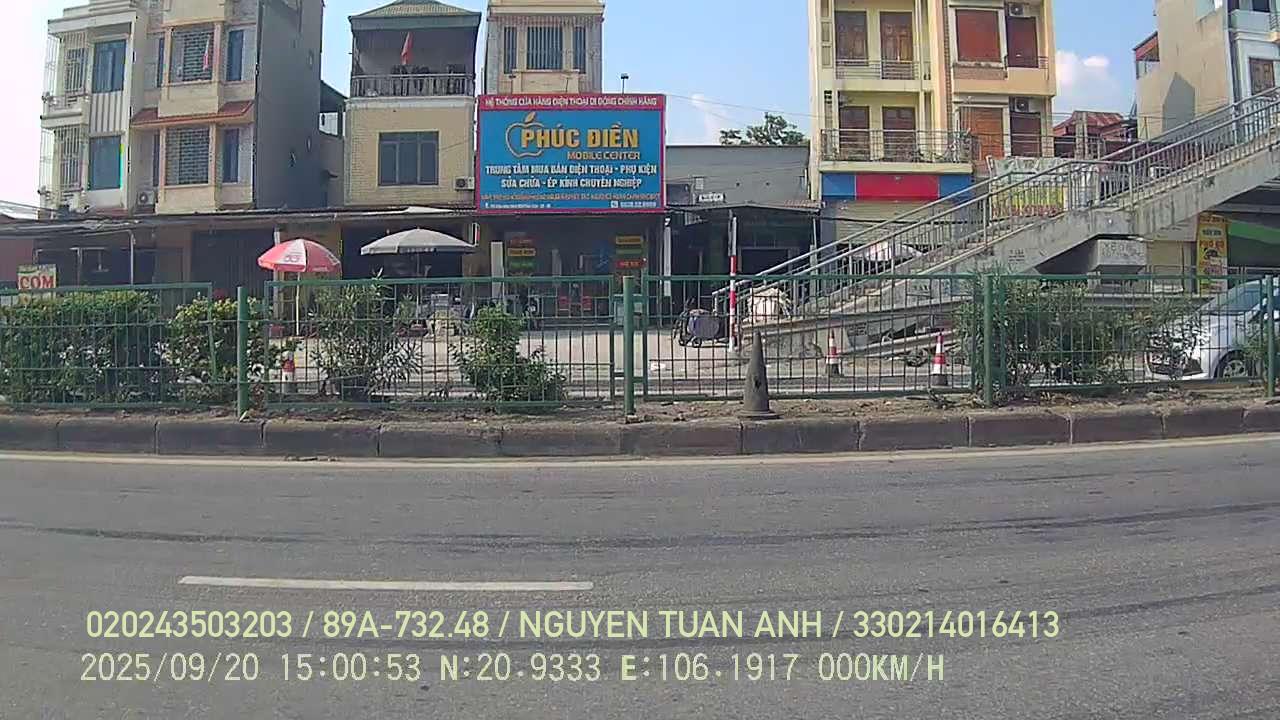 HỆ THỐNG CỬA HÀNG ĐIỆN THOẠI DI ĐỘNG CHÍNH HÃNG
PHÚC ĐIỀN
MOBILE CENTER
TRUNG TÂM MUA BÁN ĐIỆN THOẠI - PHỤ KIỆN
SỬA CHỮA - ÉP KÍNH CHUYÊN NGHIỆP
CƠM
020243503203 / 89A-732.48 / NGUYEN TUAN ANH / 330214016413
2025/09/20 15:00:53 N:20.9333 E:106.1917 000KM/H